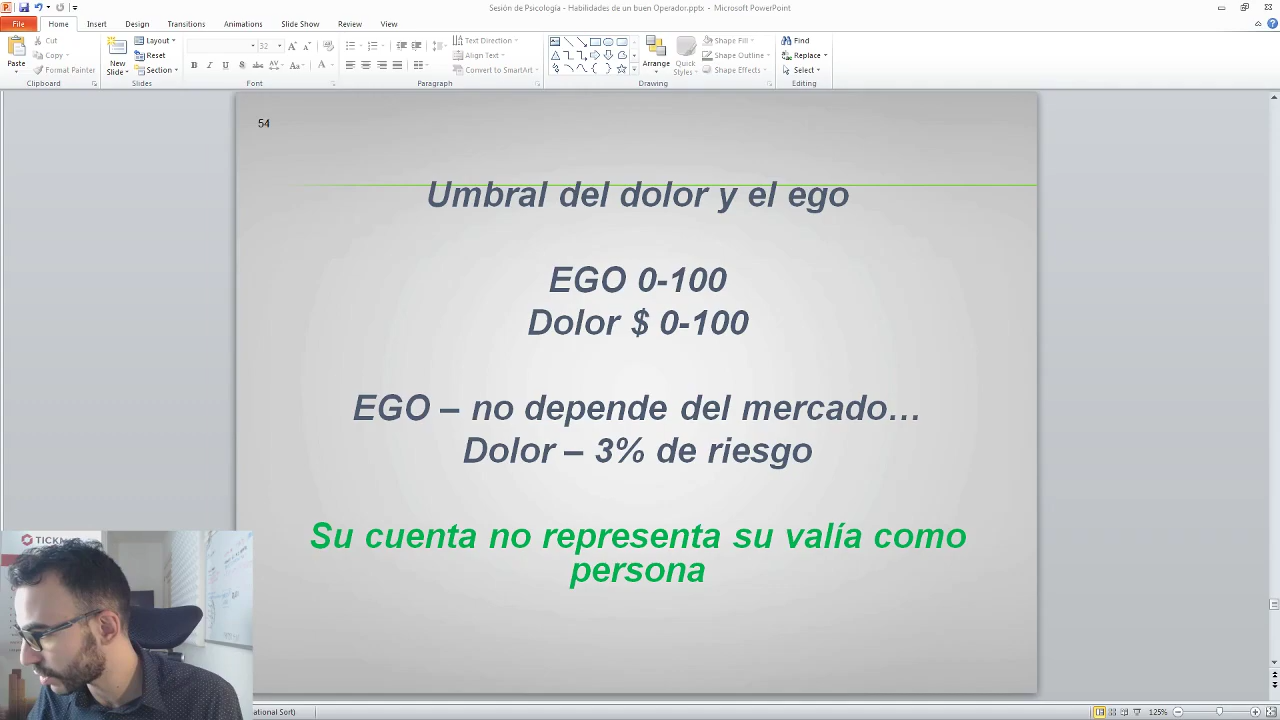 Sesión de Psicología - Habilidades de un buen Operador.pptx - Microsoft PowerPoint
File Home Insert Design Transitions Animations Slide Show Review View
Paste
Cut
Copy
Format Painter
Clipboard
New Slide
Layout
Reset
Section
Slides
32
Font
Paragraph
Text Direction
Align Text
Convert to SmartArt
Arrange
Quick Styles
Shape Fill
Shape Outline
Shape Effects
Drawing
Find
Replace
Select
Editing
54
Umbral del dolor y el ego
EGO 0-100
Dolor $ 0-100
EGO – no depende del mercado…
Dolor – 3% de riesgo
Su cuenta no representa su valía como
persona
125%